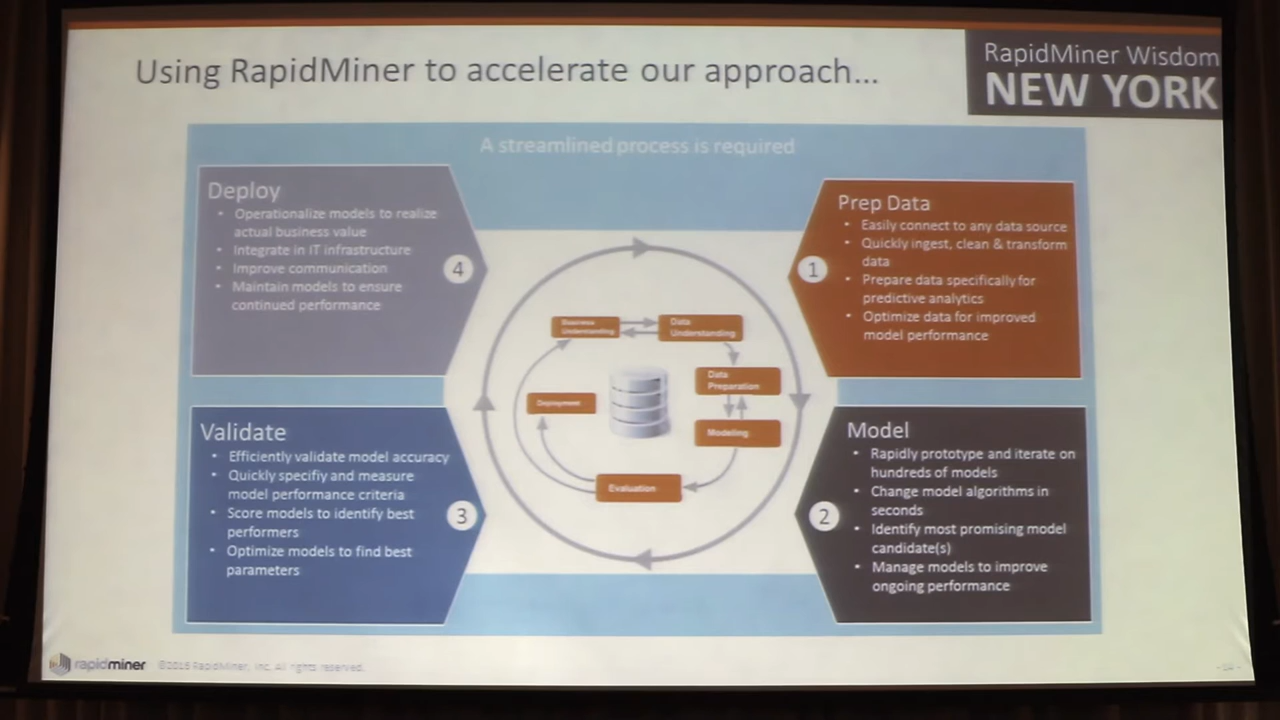 Using RapidMiner to accelerate our approach...
RapidMiner Wisdom
NEW YORK
A streamlined process is required
Deploy
• Operationalize models to realize
actual business value
• Integrate in IT infrastructure
• Improve communication
• Maintain models to ensure
continued performance
4
Prep Data
• Easily connect to any data source
• Quickly ingest, clean & transform
data
• Prepare data specifically for
predictive analytics
• Optimize data for improved
model performance
1
Business
Understanding
Data
Understanding
Data
Preparation
Modeling
Evaluation
Deployment
Validate
• Efficiently validate model accuracy
• Quickly specifiy and measure
model performance criteria
• Score models to identify best
performers
• Optimize models to find best
parameters
3
Model
• Rapidly prototype and iterate on
hundreds of models
• Change model algorithms in
seconds
• Identify most promising model
candidate(s)
• Manage models to improve
ongoing performance
2
rapidminer
©2016 RapidMiner, Inc. All rights reserved.